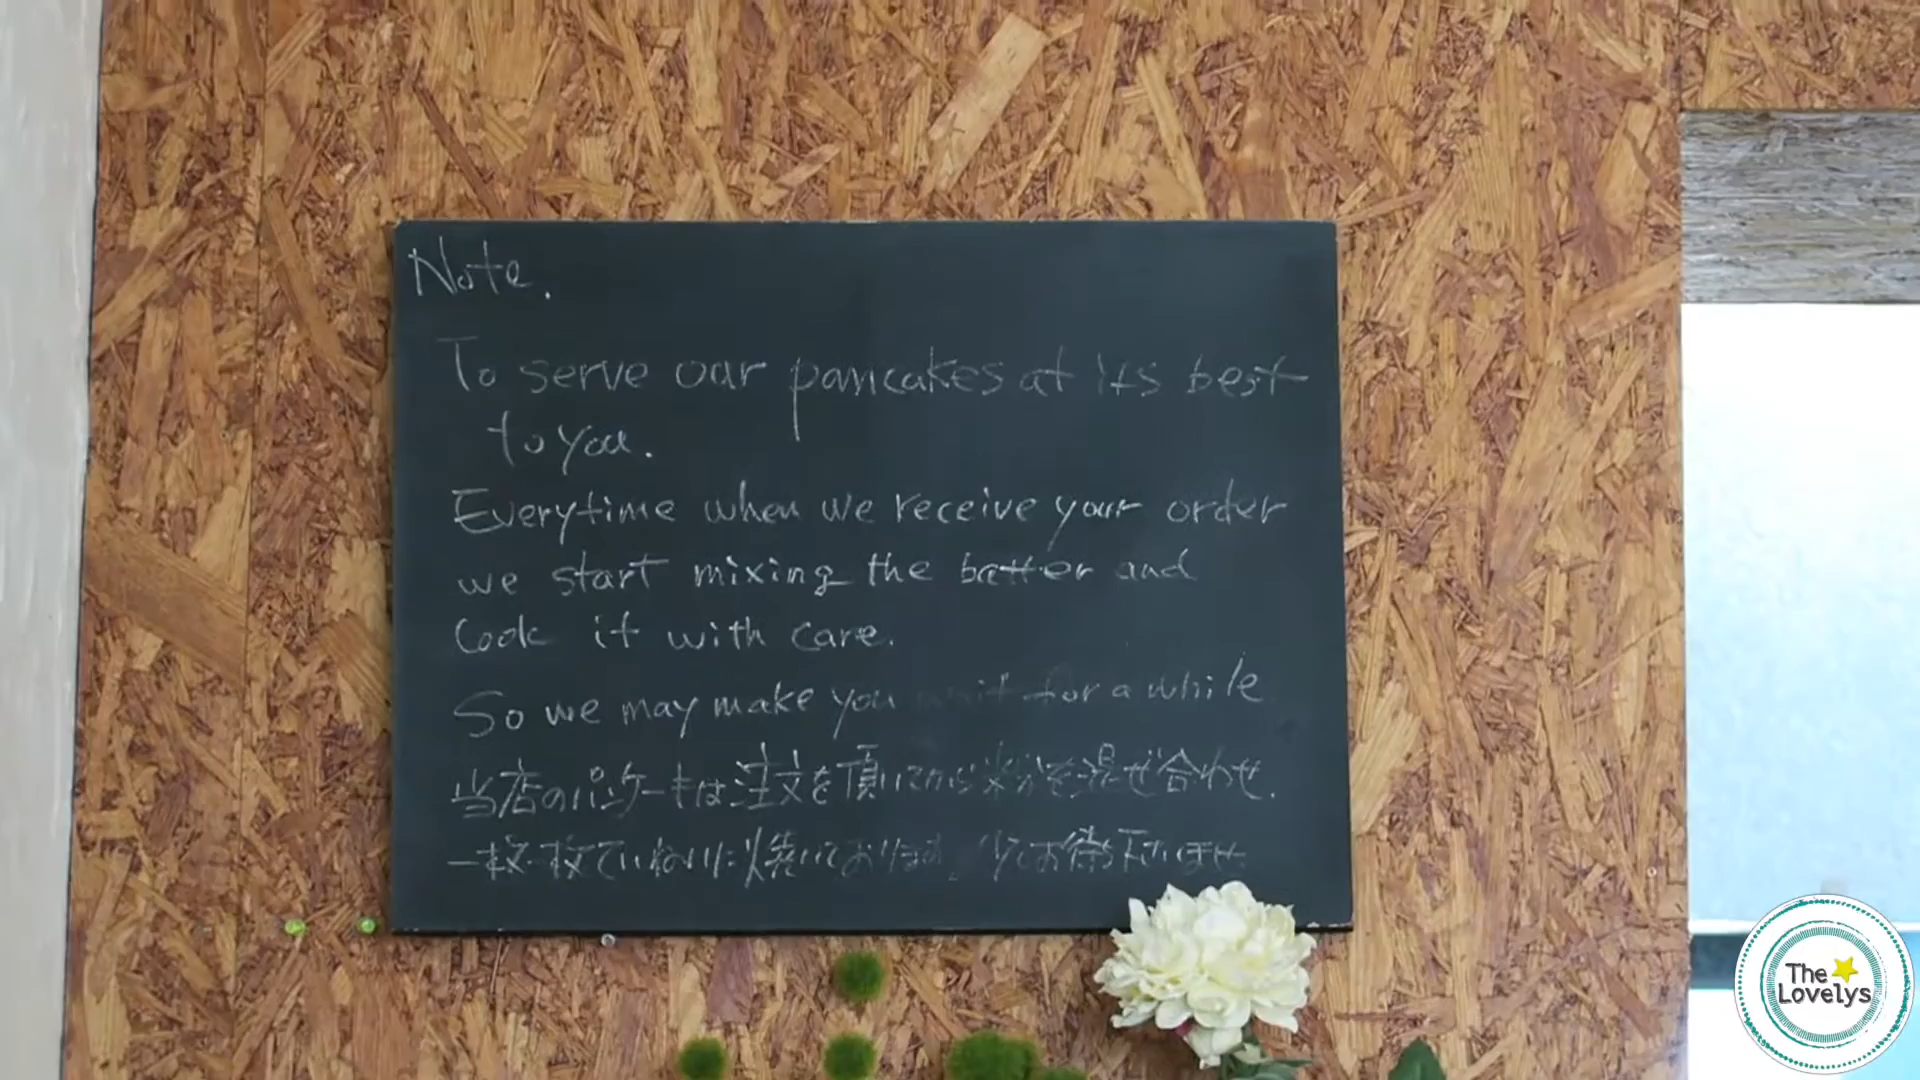 Note.
To serve our pancakes at its best
to you.
Everytime when we receive your order
we start mixing the batter and
Cook it with care.
So we may make you wait for a while
当店のパンケーキは注文を頂いてから粉を混ぜ合わせ.
一枚一枚ていねいに焼いております 少しお待ち下さいませ
The
Lovelys